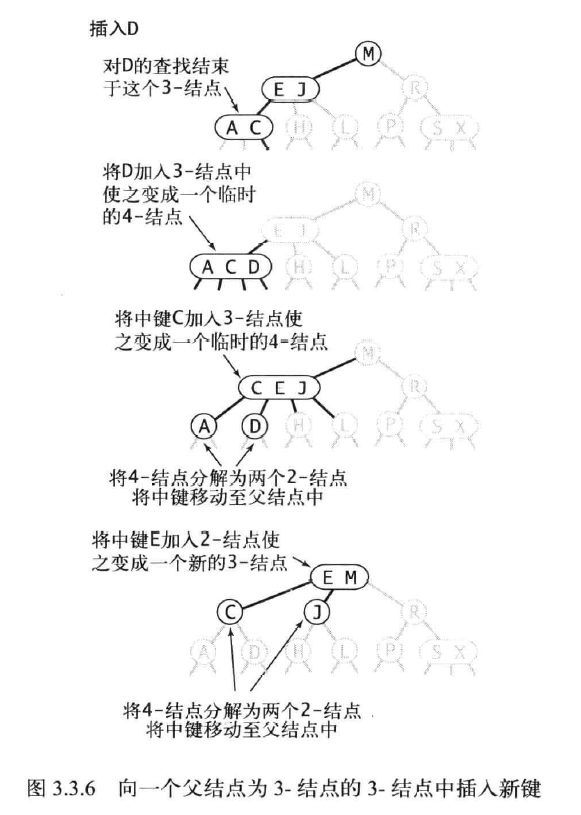 插入D
对D的查找结束
于这个3-结点
M
E J
R
A C
H
L
P
S X
将D加入3-结点中
使之变成一个临时
的4-结点
M
E J
R
A C D
H
L
P
S X
将中键C加入3-结点使
之变成一个临时的4=结点
M
C E J
R
A
D
H
L
P
S X
将4-结点分解为两个2-结点
将中键移动至父结点中
将中键E加入2-结点使
之变成一个新的3-结点
E M
C
J
R
A
D
H
L
P
S X
将4-结点分解为两个2-结点
将中键移动至父结点中
图 3.3.6 向一个父结点为 3- 结点的 3- 结点中插入新键